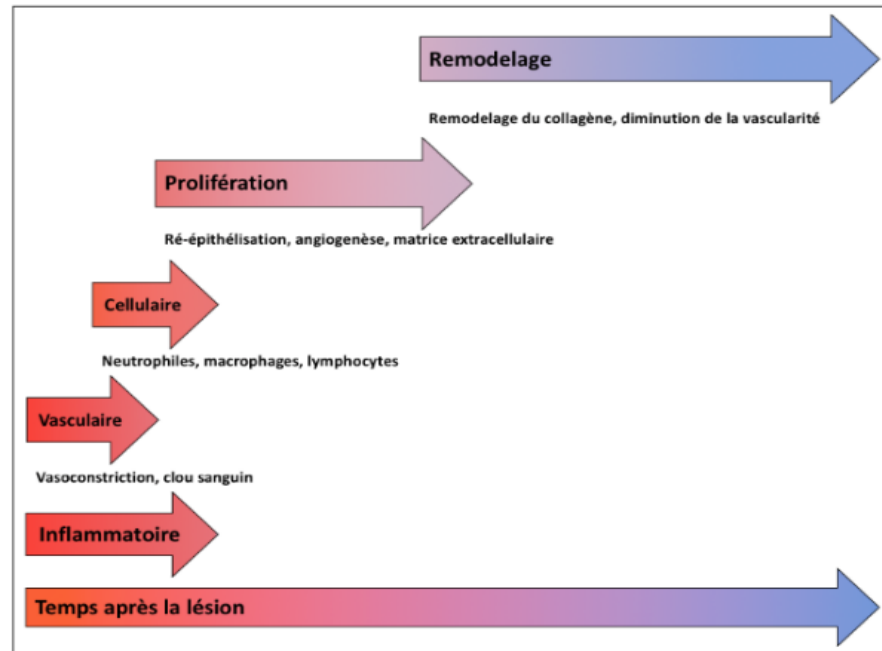 Remodelage
Remodelage du collagène, diminution de la vascularité
Prolifération
Ré-épithélisation, angiogenèse, matrice extracellulaire
Cellulaire
Neutrophiles, macrophages, lymphocytes
Vasculaire
Vasoconstriction, clou sanguin
Inflammatoire
Temps après la lésion